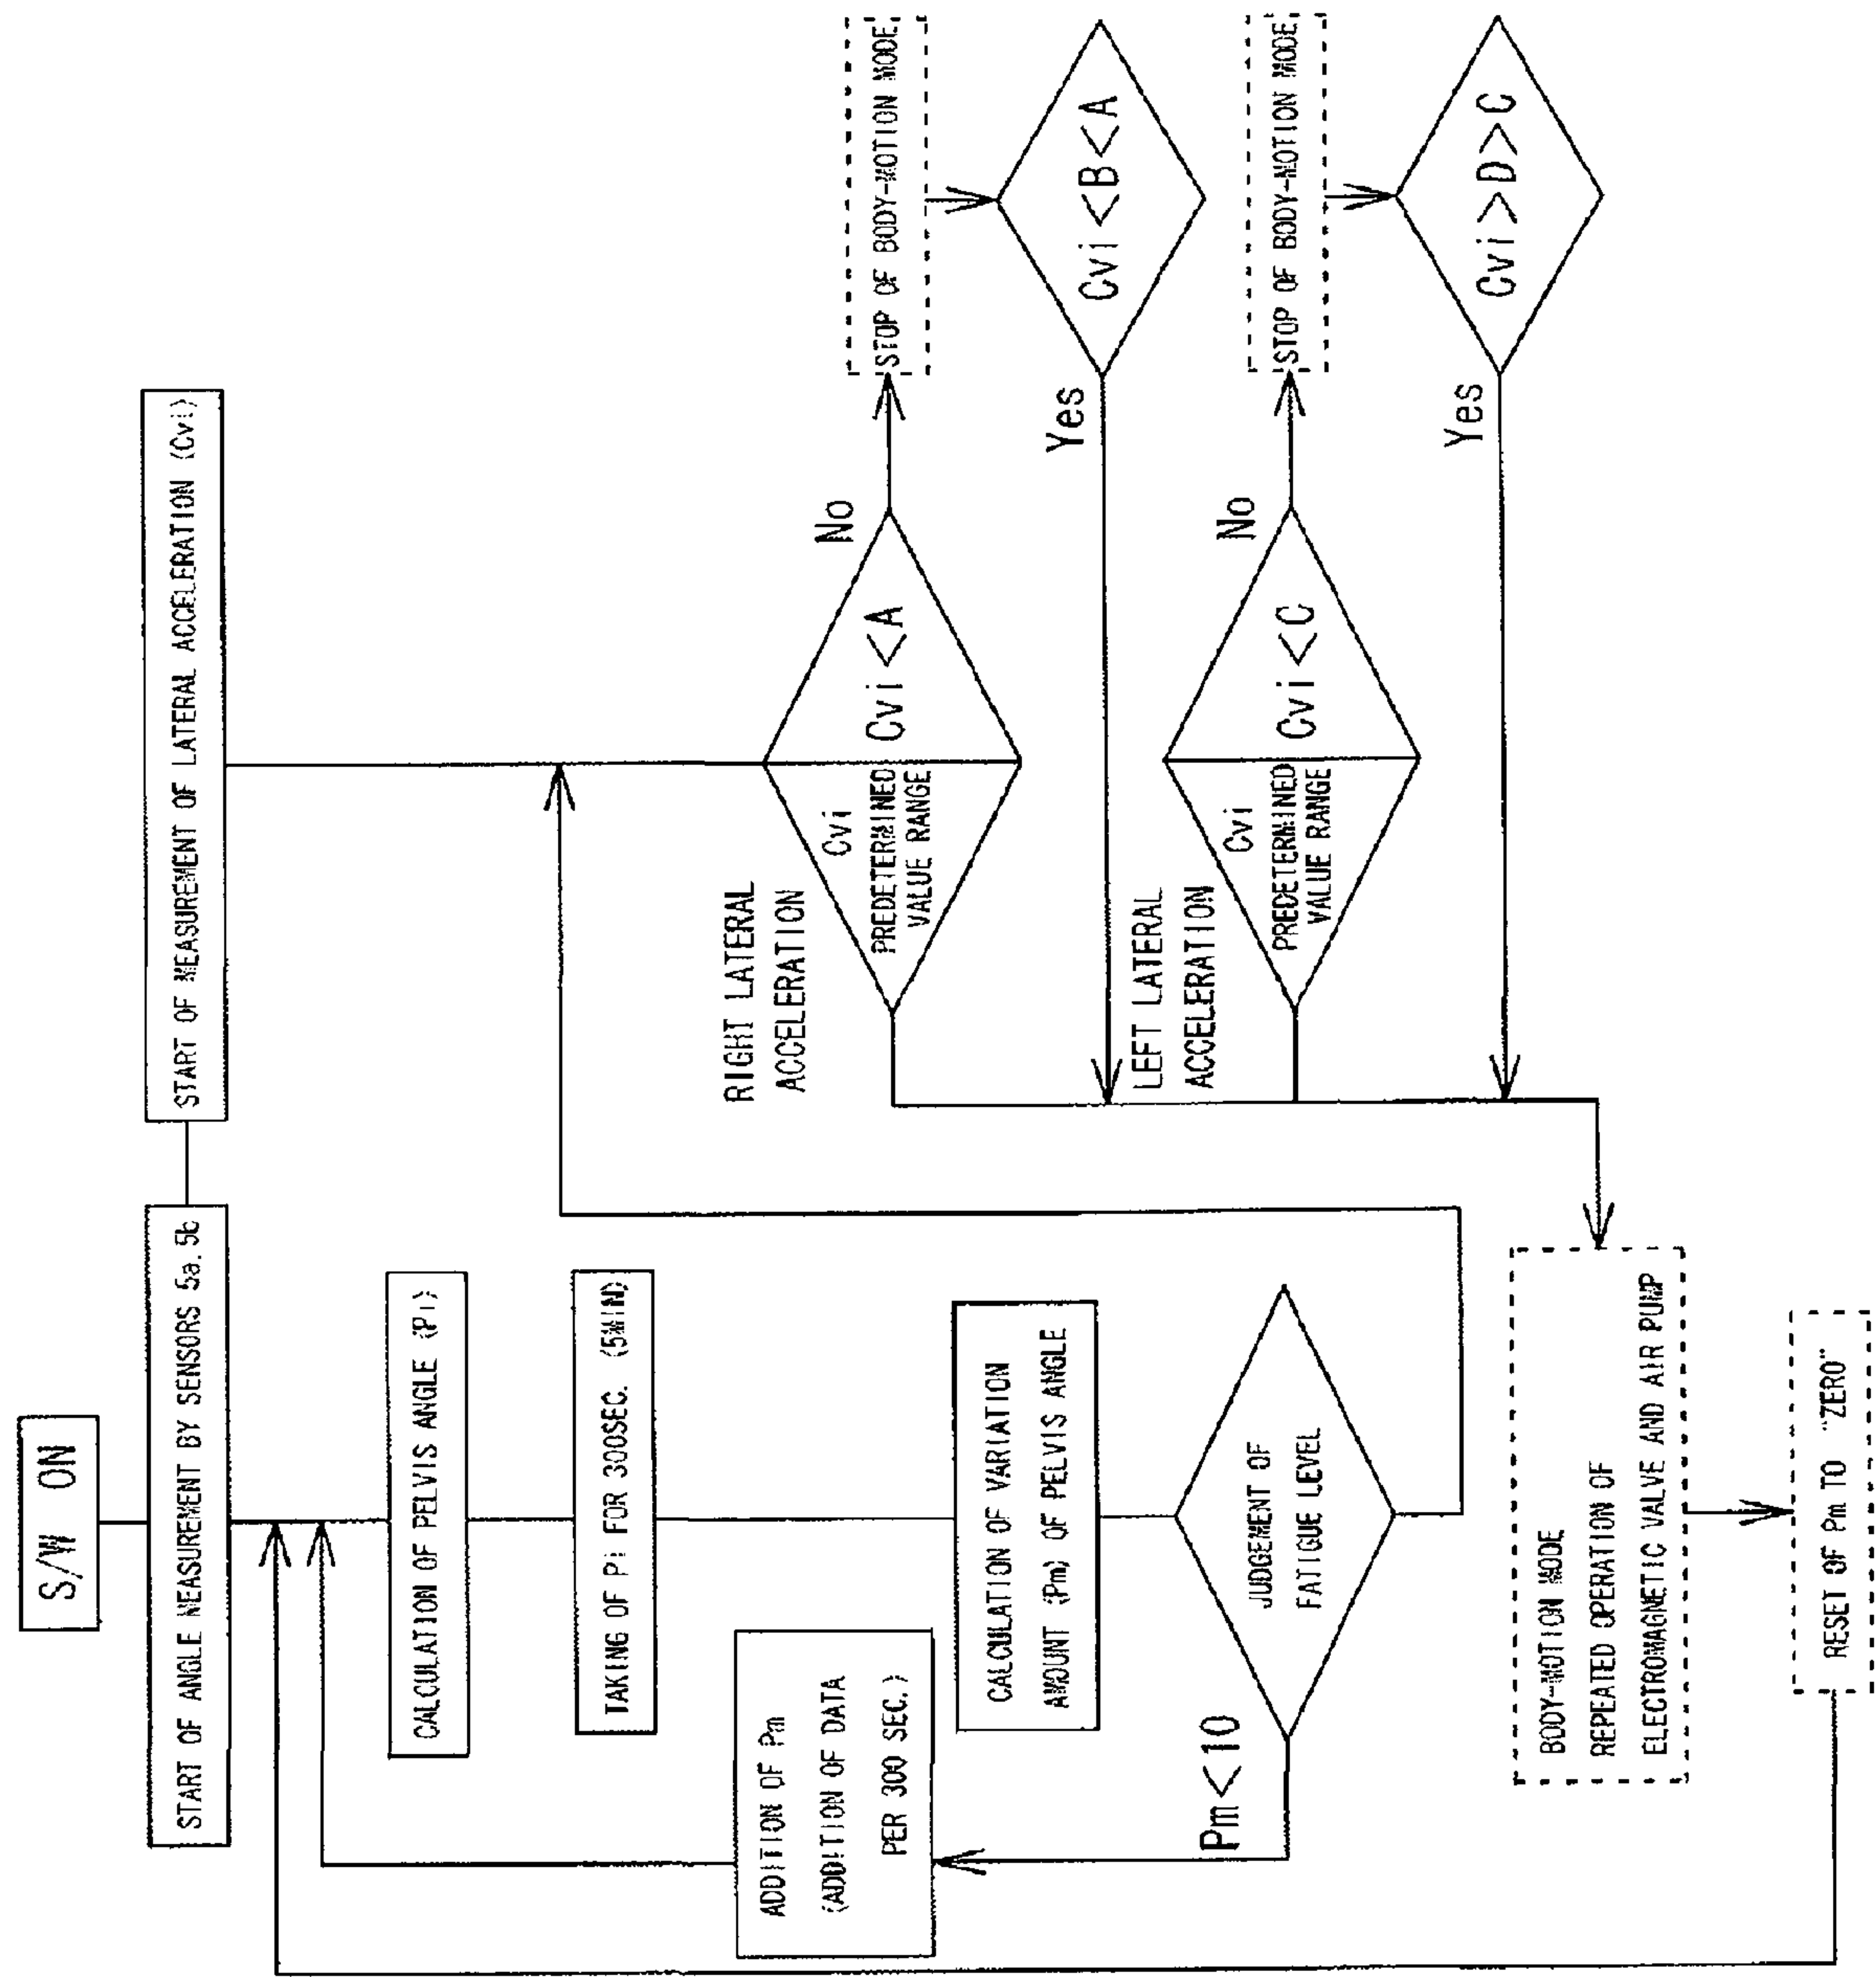 S/W ON
START OF ANGLE MEASUREMENT BY SENSORS 5a. 5b
START OF MEASUREMENT OF LATERAL ACCELERATION (Cvi)
CALCULATION OF PELVIS ANGLE (Pi)
TAKING OF Pi FOR 300SEC. (5MIN)
ADDITION OF Pm
(ADDITION OF DATA
PER 300 SEC.)
CALCULATION OF VARIATION
AMOUNT (Pm) OF PELVIS ANGLE
Pm<10
JUDGEMENT OF
FATIGUE LEVEL
RIGHT LATERAL
ACCELERATION
Cvi
PREDETERMINED
VALUE RANGE
Cvi<A
No
STOP OF BODY-MOTION MODE
Cvi<B<A
Yes
LEFT LATERAL
ACCELERATION
Cvi
PREDETERMINED
VALUE RANGE
Cvi<C
No
STOP OF BODY-MOTION MODE
Cvi>D>C
Yes
BODY-MOTION MODE
REPEATED OPERATION OF
ELECTROMAGNETIC VALVE AND AIR PUMP
RESET OF Pm TO "ZERO"